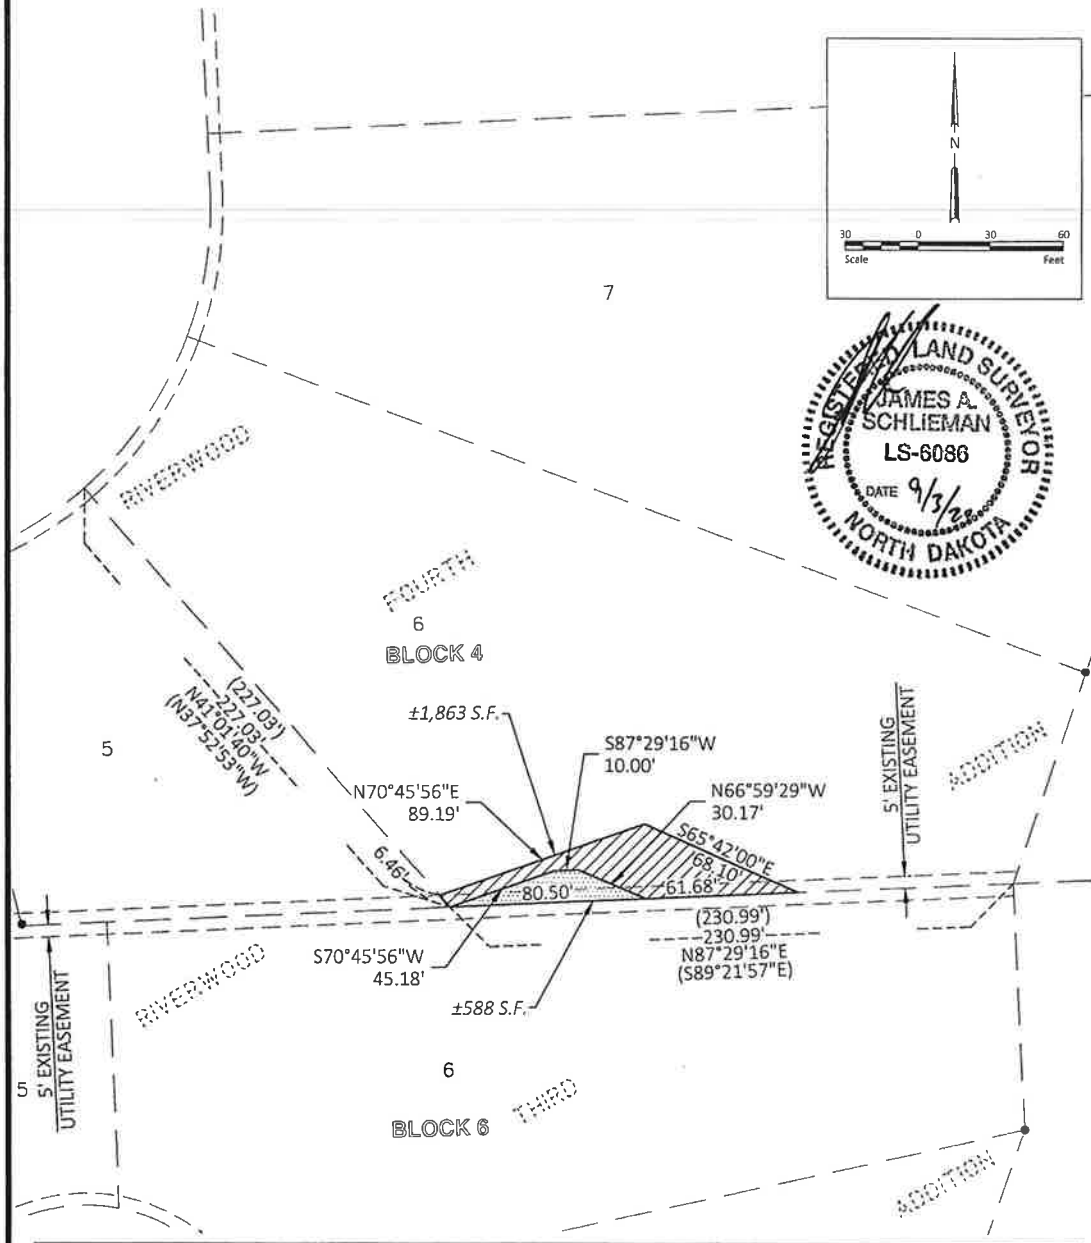 N
30 0 30 60
Scale Feet
7
REGISTERED LAND SURVEYOR
JAMES A.
SCHLIEMAN
LS-6086
DATE 9/3/20
NORTH DAKOTA
RIVERWOOD
FOURTH
6
BLOCK 4
(227.03')
227.03'
N41°01'40"W
(N37°52'53"W)
5
±1,863 S.F.
S87°29'16"W
10.00'
N70°45'56"E
89.19'
N66°59'29"W
30.17'
5' EXISTING
UTILITY EASEMENT
ADDITION
S65°42'00"E
68.10'
6.46'
80.50'
61.68'
(230.99')
230.99'
N87°29'16"E
(S89°21'57"E)
S70°45'56"W
45.18'
±588 S.F.
RIVERWOOD
5' EXISTING
UTILITY EASEMENT
5
6
BLOCK 6
THIRD
ADDITION